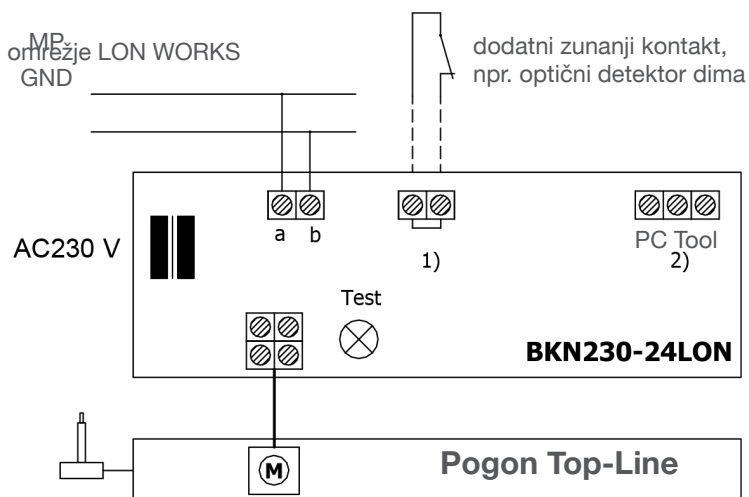 MP
omrežje LON WORKS
GND
dodatni zunanji kontakt,
npr. optični detektor dima
AC230 V
a b
1)
PC Tool
2)
Test
BKN230-24LON
M
Pogon Top-Line